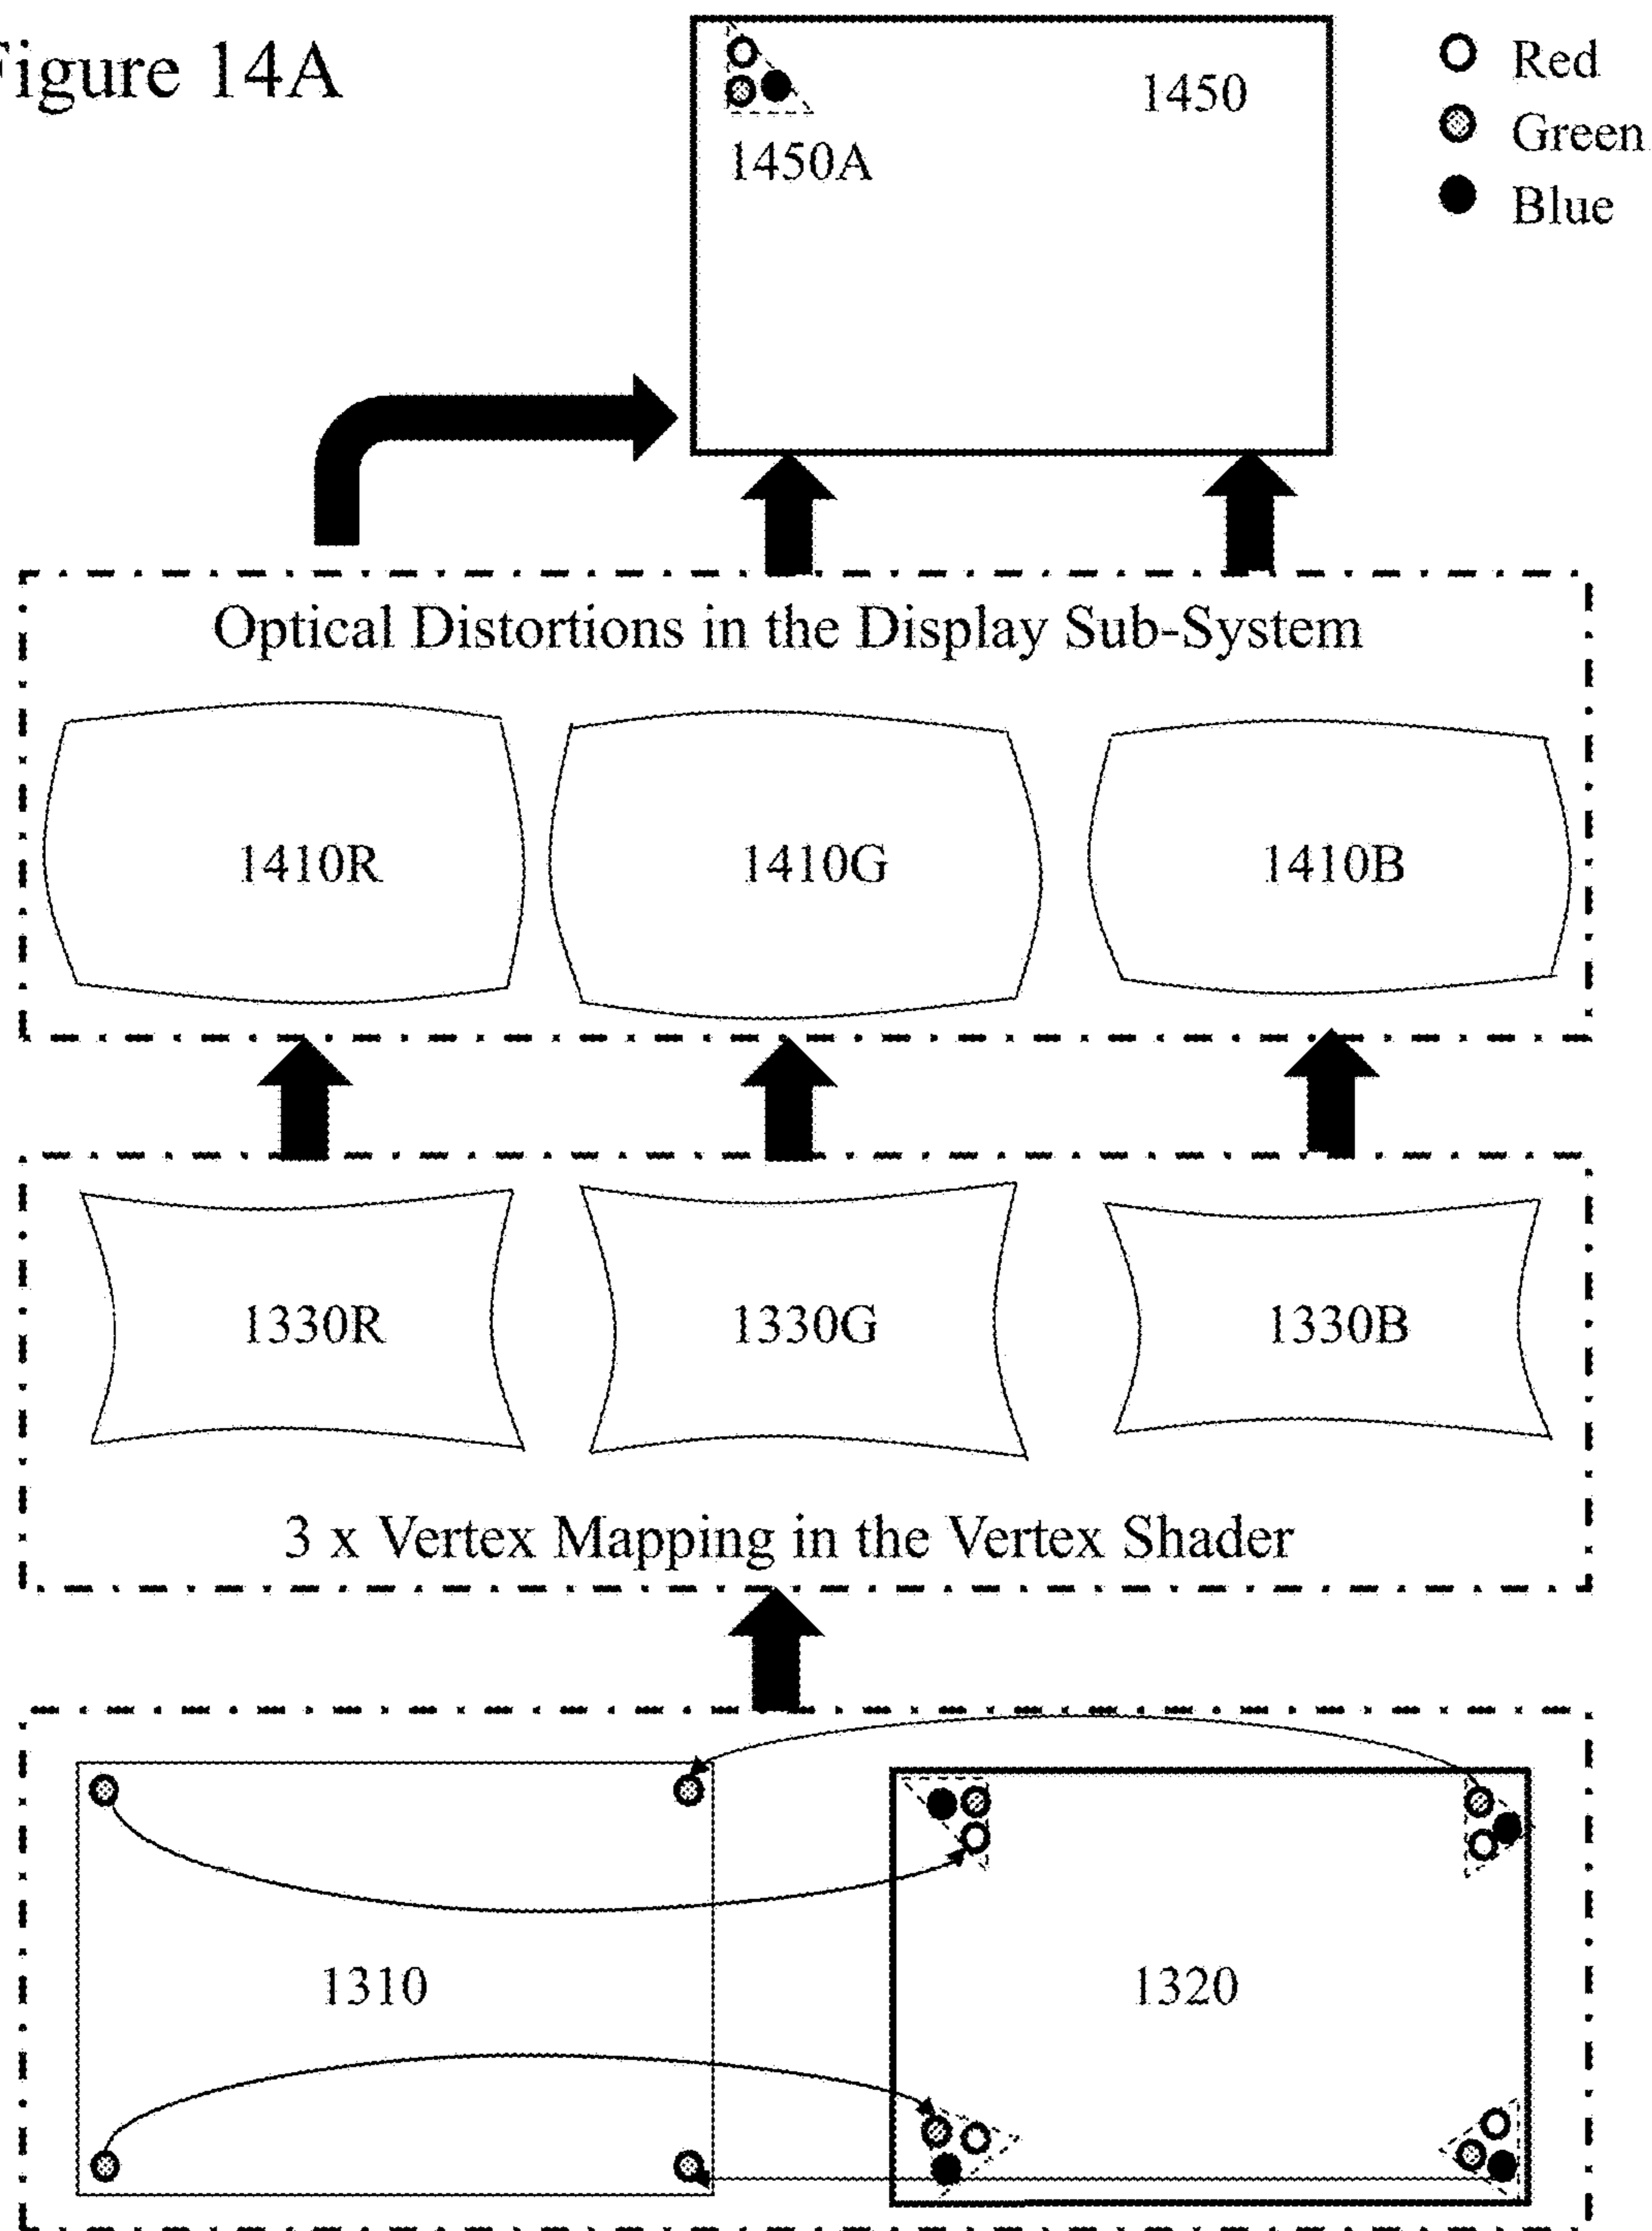 Figure 14A
1450
1450A
Red
Green
Blue
Optical Distortions in the Display Sub-System
1410R
1410G
1410B
1330R
1330G
1330B
3 x Vertex Mapping in the Vertex Shader
1310
1320